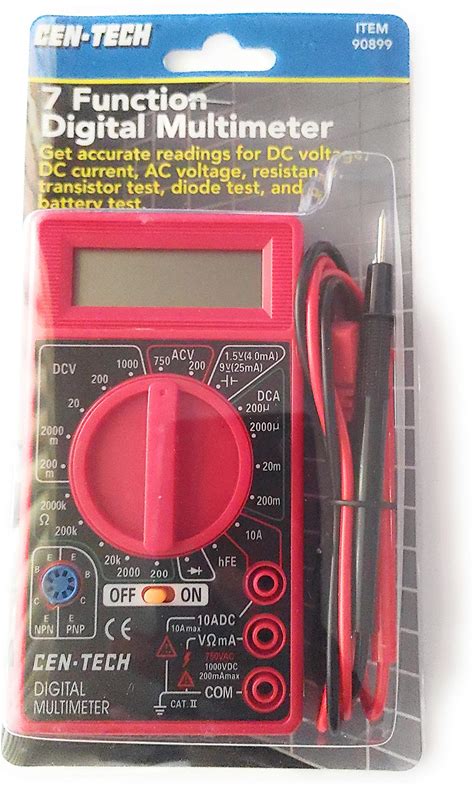 CEN-TECH
ITEM
90899
7 Function
Digital Multimeter
Get accurate readings for DC voltage,
DC current, AC voltage, resistan
transistor test, diode test, and
battery test
DCV
1000
750
ACV
200
1.5V(4.0mA)
9V(25mA)
200
20
2000
m
200
m
DCA
200µ
2000µ
20m
200m
10A
hFE
2000k
Ω
200k
20k
2000
200
OFF
ON
E
E
B
B
C
C
E
E
NPN
PNP
CE
10ADC
10Amax
VΩmA
750VAC
1000VDC
200mAmax
COM
CAT. II
CEN-TECH
DIGITAL
MULTIMETER